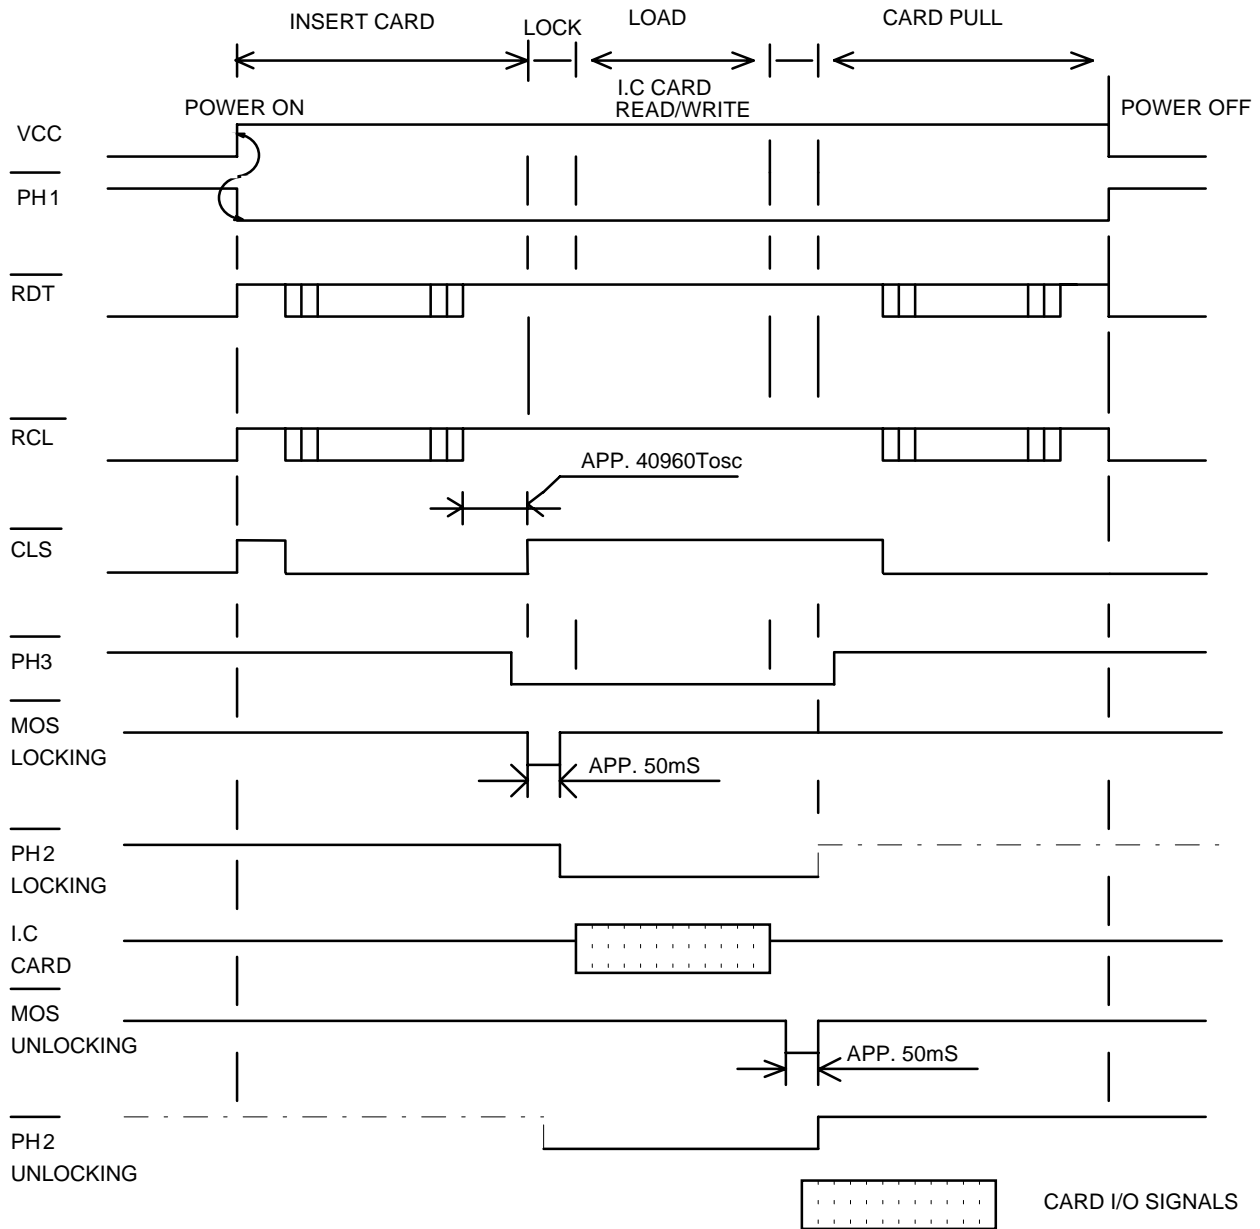 INSERT CARD
LOCK
LOAD
CARD PULL
I.C CARD
READ/WRITE
POWER ON
POWER OFF
VCC
PH1
RDT
RCL
APP. 40960Tosc
CLS
PH3
MOS
LOCKING
APP. 50mS
PH2
LOCKING
I.C
CARD
MOS
UNLOCKING
APP. 50mS
PH2
UNLOCKING
CARD I/O SIGNALS